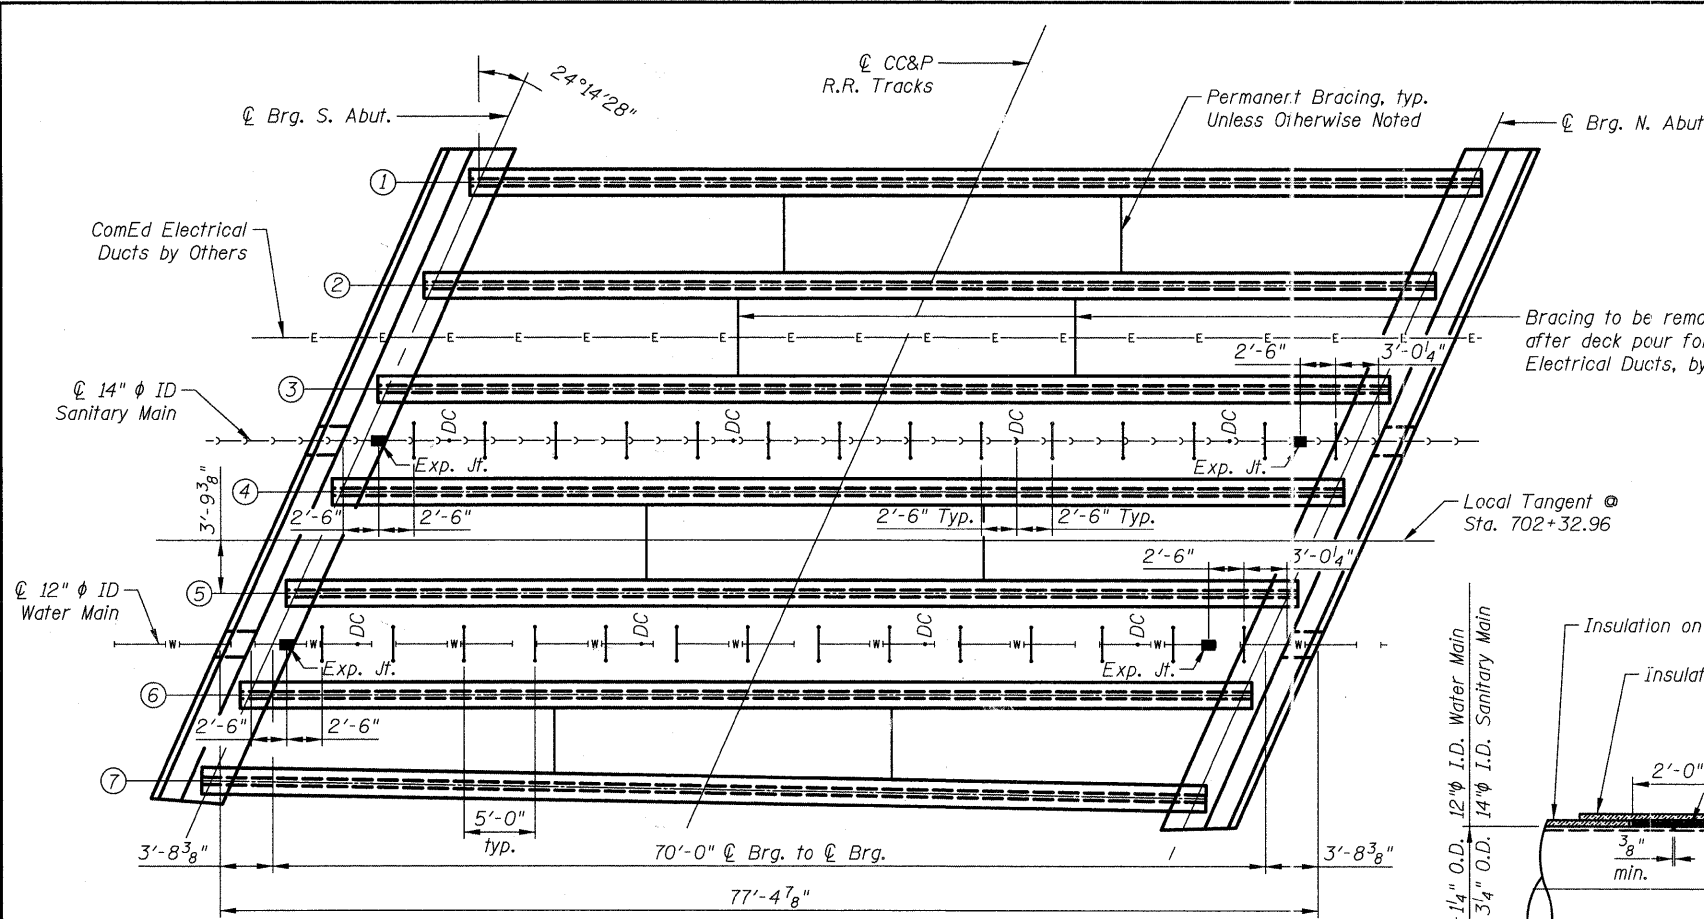 24°14'28"
℄ Brg. S. Abut.
℄ CC&P
R.R. Tracks
Permanent Bracing, typ.
Unless Otherwise Noted
℄ Brg. N. Abut
1
ComEd Electrical
Ducts by Others
2
E E E E E E E E E E E E E E E E E E
Bracing to be remo
after deck pour fo
Electrical Ducts, by
2'-6" 3'-0¼"
℄ 14" ϕ ID
Sanitary Main
3
DC DC DC DC
Exp. Jt. Exp. Jt.
3'-9⅜"
4
2'-6" 2'-6" 2'-6" Typ. 2'-6" Typ.
Local Tangent @
Sta. 702+32.96
2'-6" 3'-0¼"
℄ 12" ϕ ID
Water Main
5
W W W W W W W W W
DC DC DC DC
Exp. Jt. Exp. Jt.
6
2'-6" 2'-6"
7
5'-0"
typ.
3'-8⅜" 70'-0" ℄ Brg. to ℄ Brg. 3'-8⅜"
77'-4⅞"
Insulation on
Insulat
1¼" O.D. 12"ϕ I.D. Water Main
3¼" O.D. 14"ϕ I.D. Sanitary Main
2'-0"
⅜"
min.